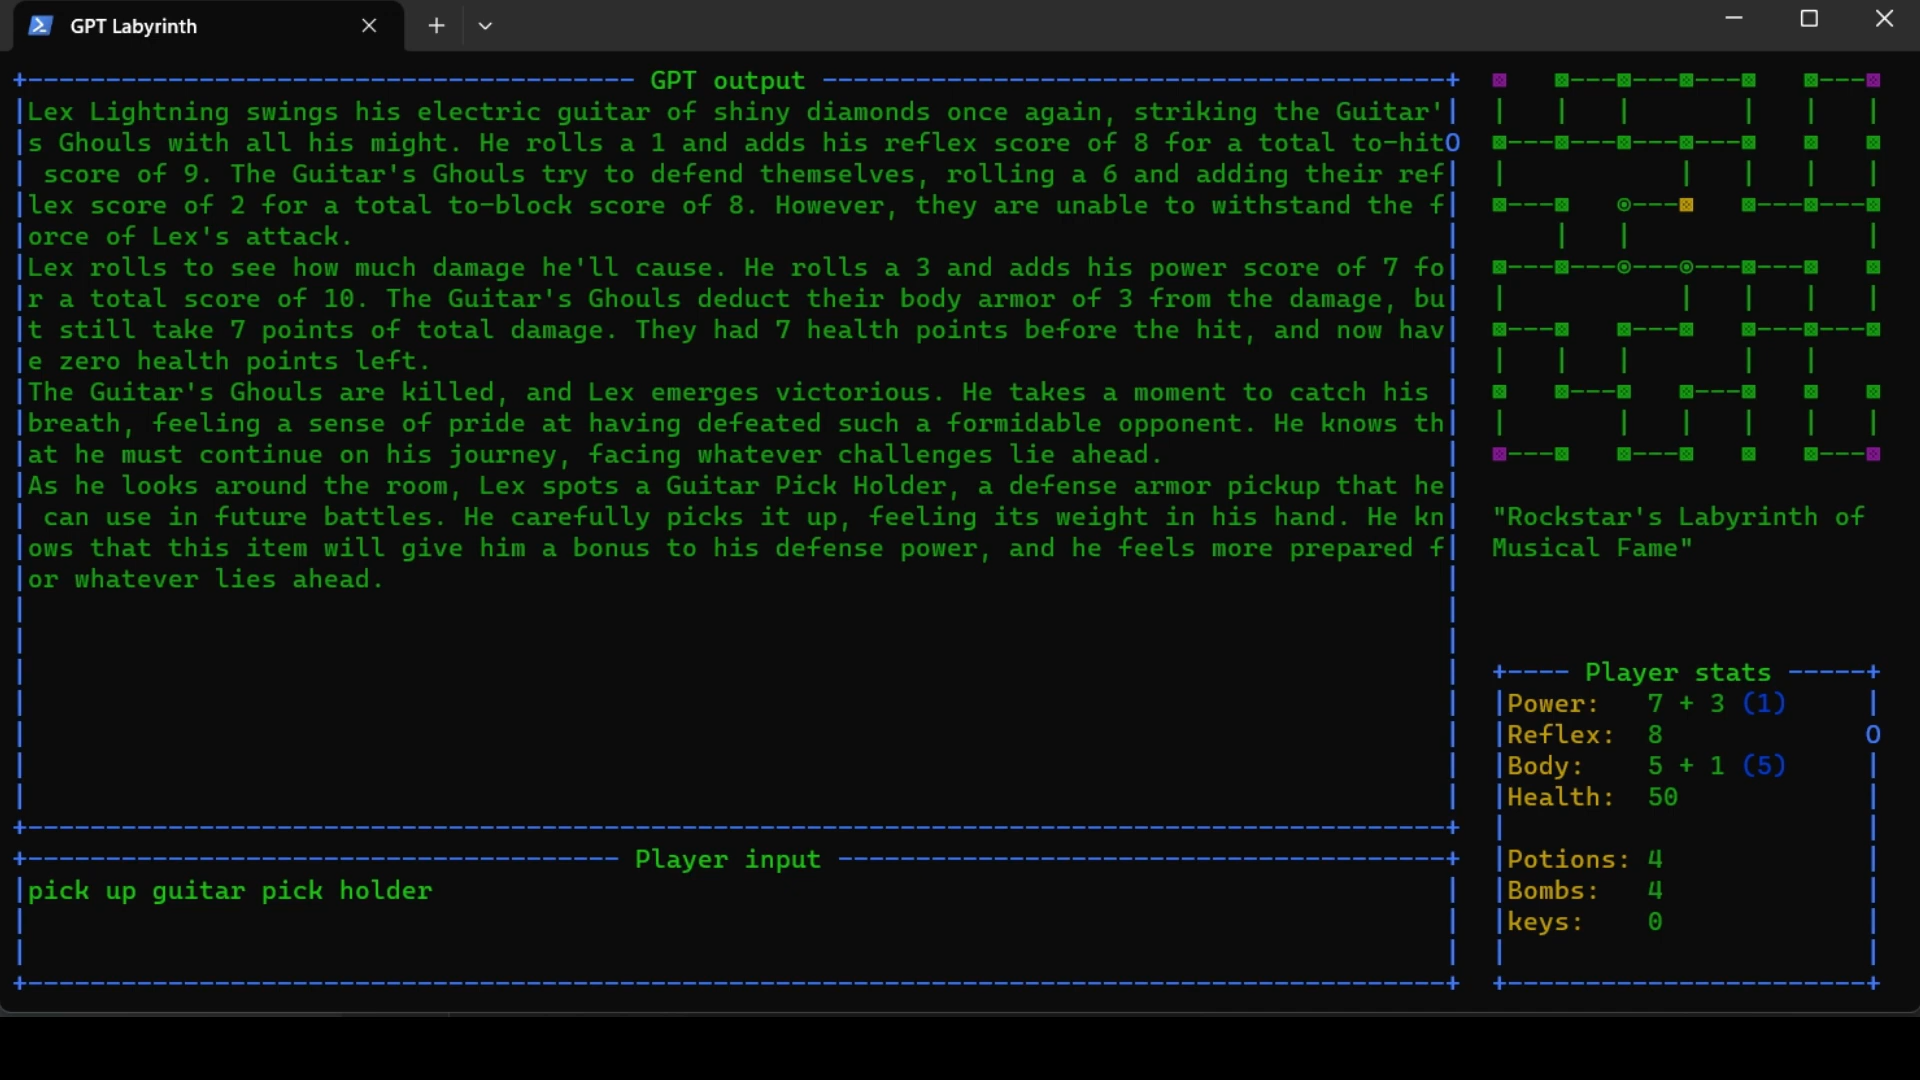 GPT Labyrinth
GPT output
Lex Lightning swings his electric guitar of shiny diamonds once again, striking the Guitar'
s Ghouls with all his might. He rolls a 1 and adds his reflex score of 8 for a total to-hit
score of 9. The Guitar's Ghouls try to defend themselves, rolling a 6 and adding their ref
lex score of 2 for a total to-block score of 8. However, they are unable to withstand the f
orce of Lex's attack.
Lex rolls to see how much damage he'll cause. He rolls a 3 and adds his power score of 7 fo
r a total score of 10. The Guitar's Ghouls deduct their body armor of 3 from the damage, bu
t still take 7 points of total damage. They had 7 health points before the hit, and now hav
e zero health points left.
The Guitar's Ghouls are killed, and Lex emerges victorious. He takes a moment to catch his
breath, feeling a sense of pride at having defeated such a formidable opponent. He knows th
at he must continue on his journey, facing whatever challenges lie ahead.
As he looks around the room, Lex spots a Guitar Pick Holder, a defense armor pickup that he
can use in future battles. He carefully picks it up, feeling its weight in his hand. He kn
ows that this item will give him a bonus to his defense power, and he feels more prepared f
or whatever lies ahead.
Player input
pick up guitar pick holder
"Rockstar's Labyrinth of
Musical Fame"
Player stats
Power: 7 + 3 (1)
Reflex: 8
Body: 5 + 1 (5)
Health: 50
Potions: 4
Bombs: 4
keys: 0